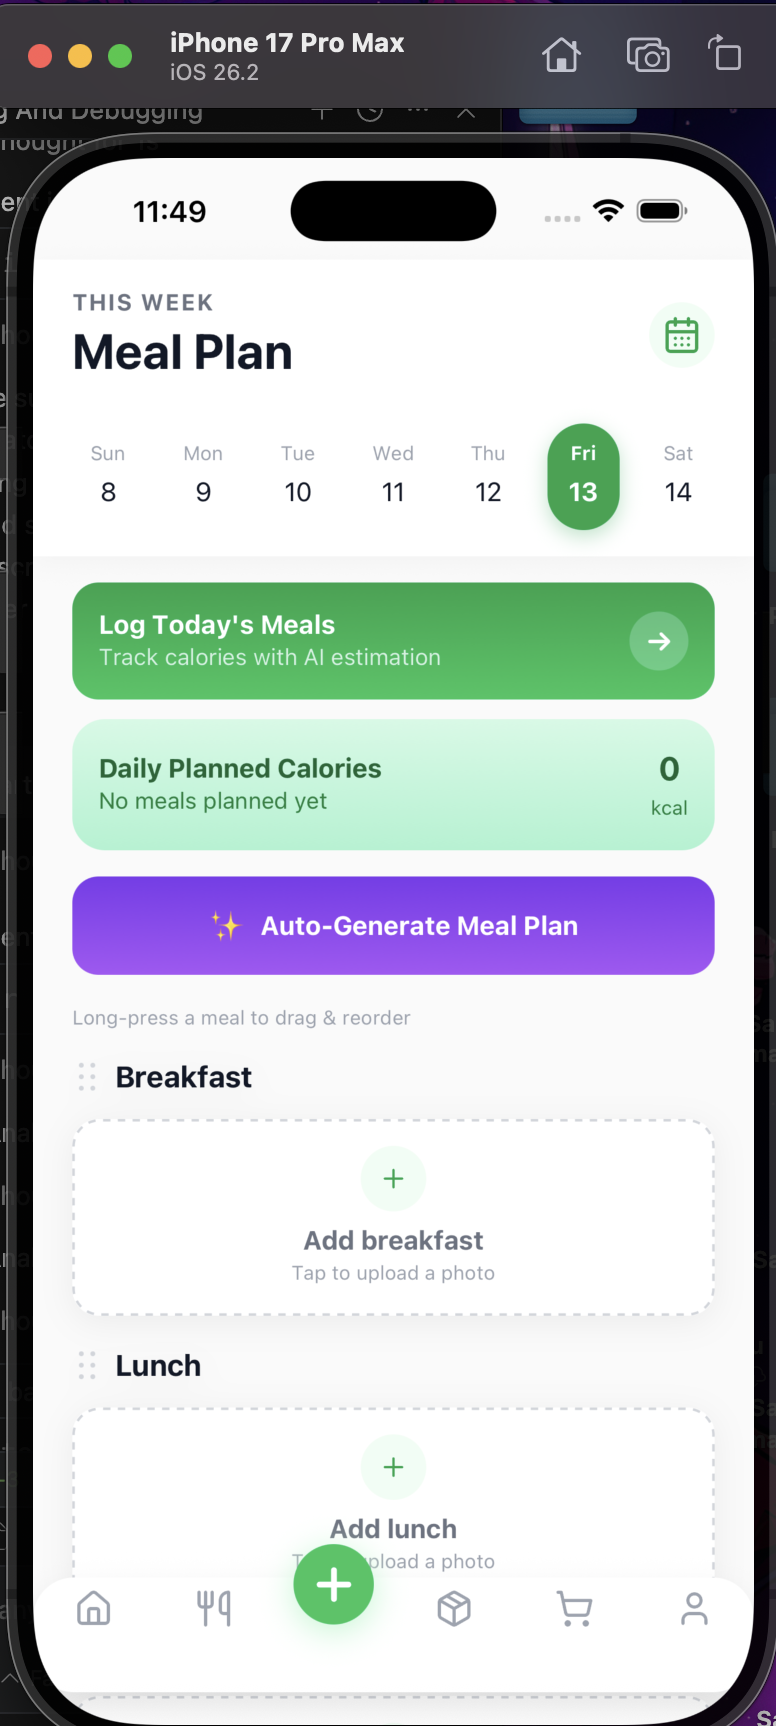 iPhone 17 Pro Max
iOS 26.2
And Debugging
11:49
THIS WEEK
Meal Plan
Sun Mon Tue Wed Thu Fri Sat
8 9 10 11 12 13 14
Log Today's Meals
Track calories with AI estimation
Daily Planned Calories
No meals planned yet
0
kcal
✨ Auto-Generate Meal Plan
Long-press a meal to drag & reorder
Breakfast
Add breakfast
Tap to upload a photo
Lunch
Add lunch
upload a photo